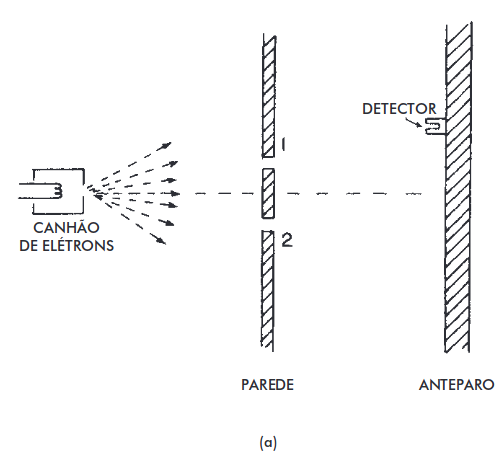 DETECTOR
1
CANHÃO
DE ELÉTRONS
2
PAREDE
ANTEPARO
(a)